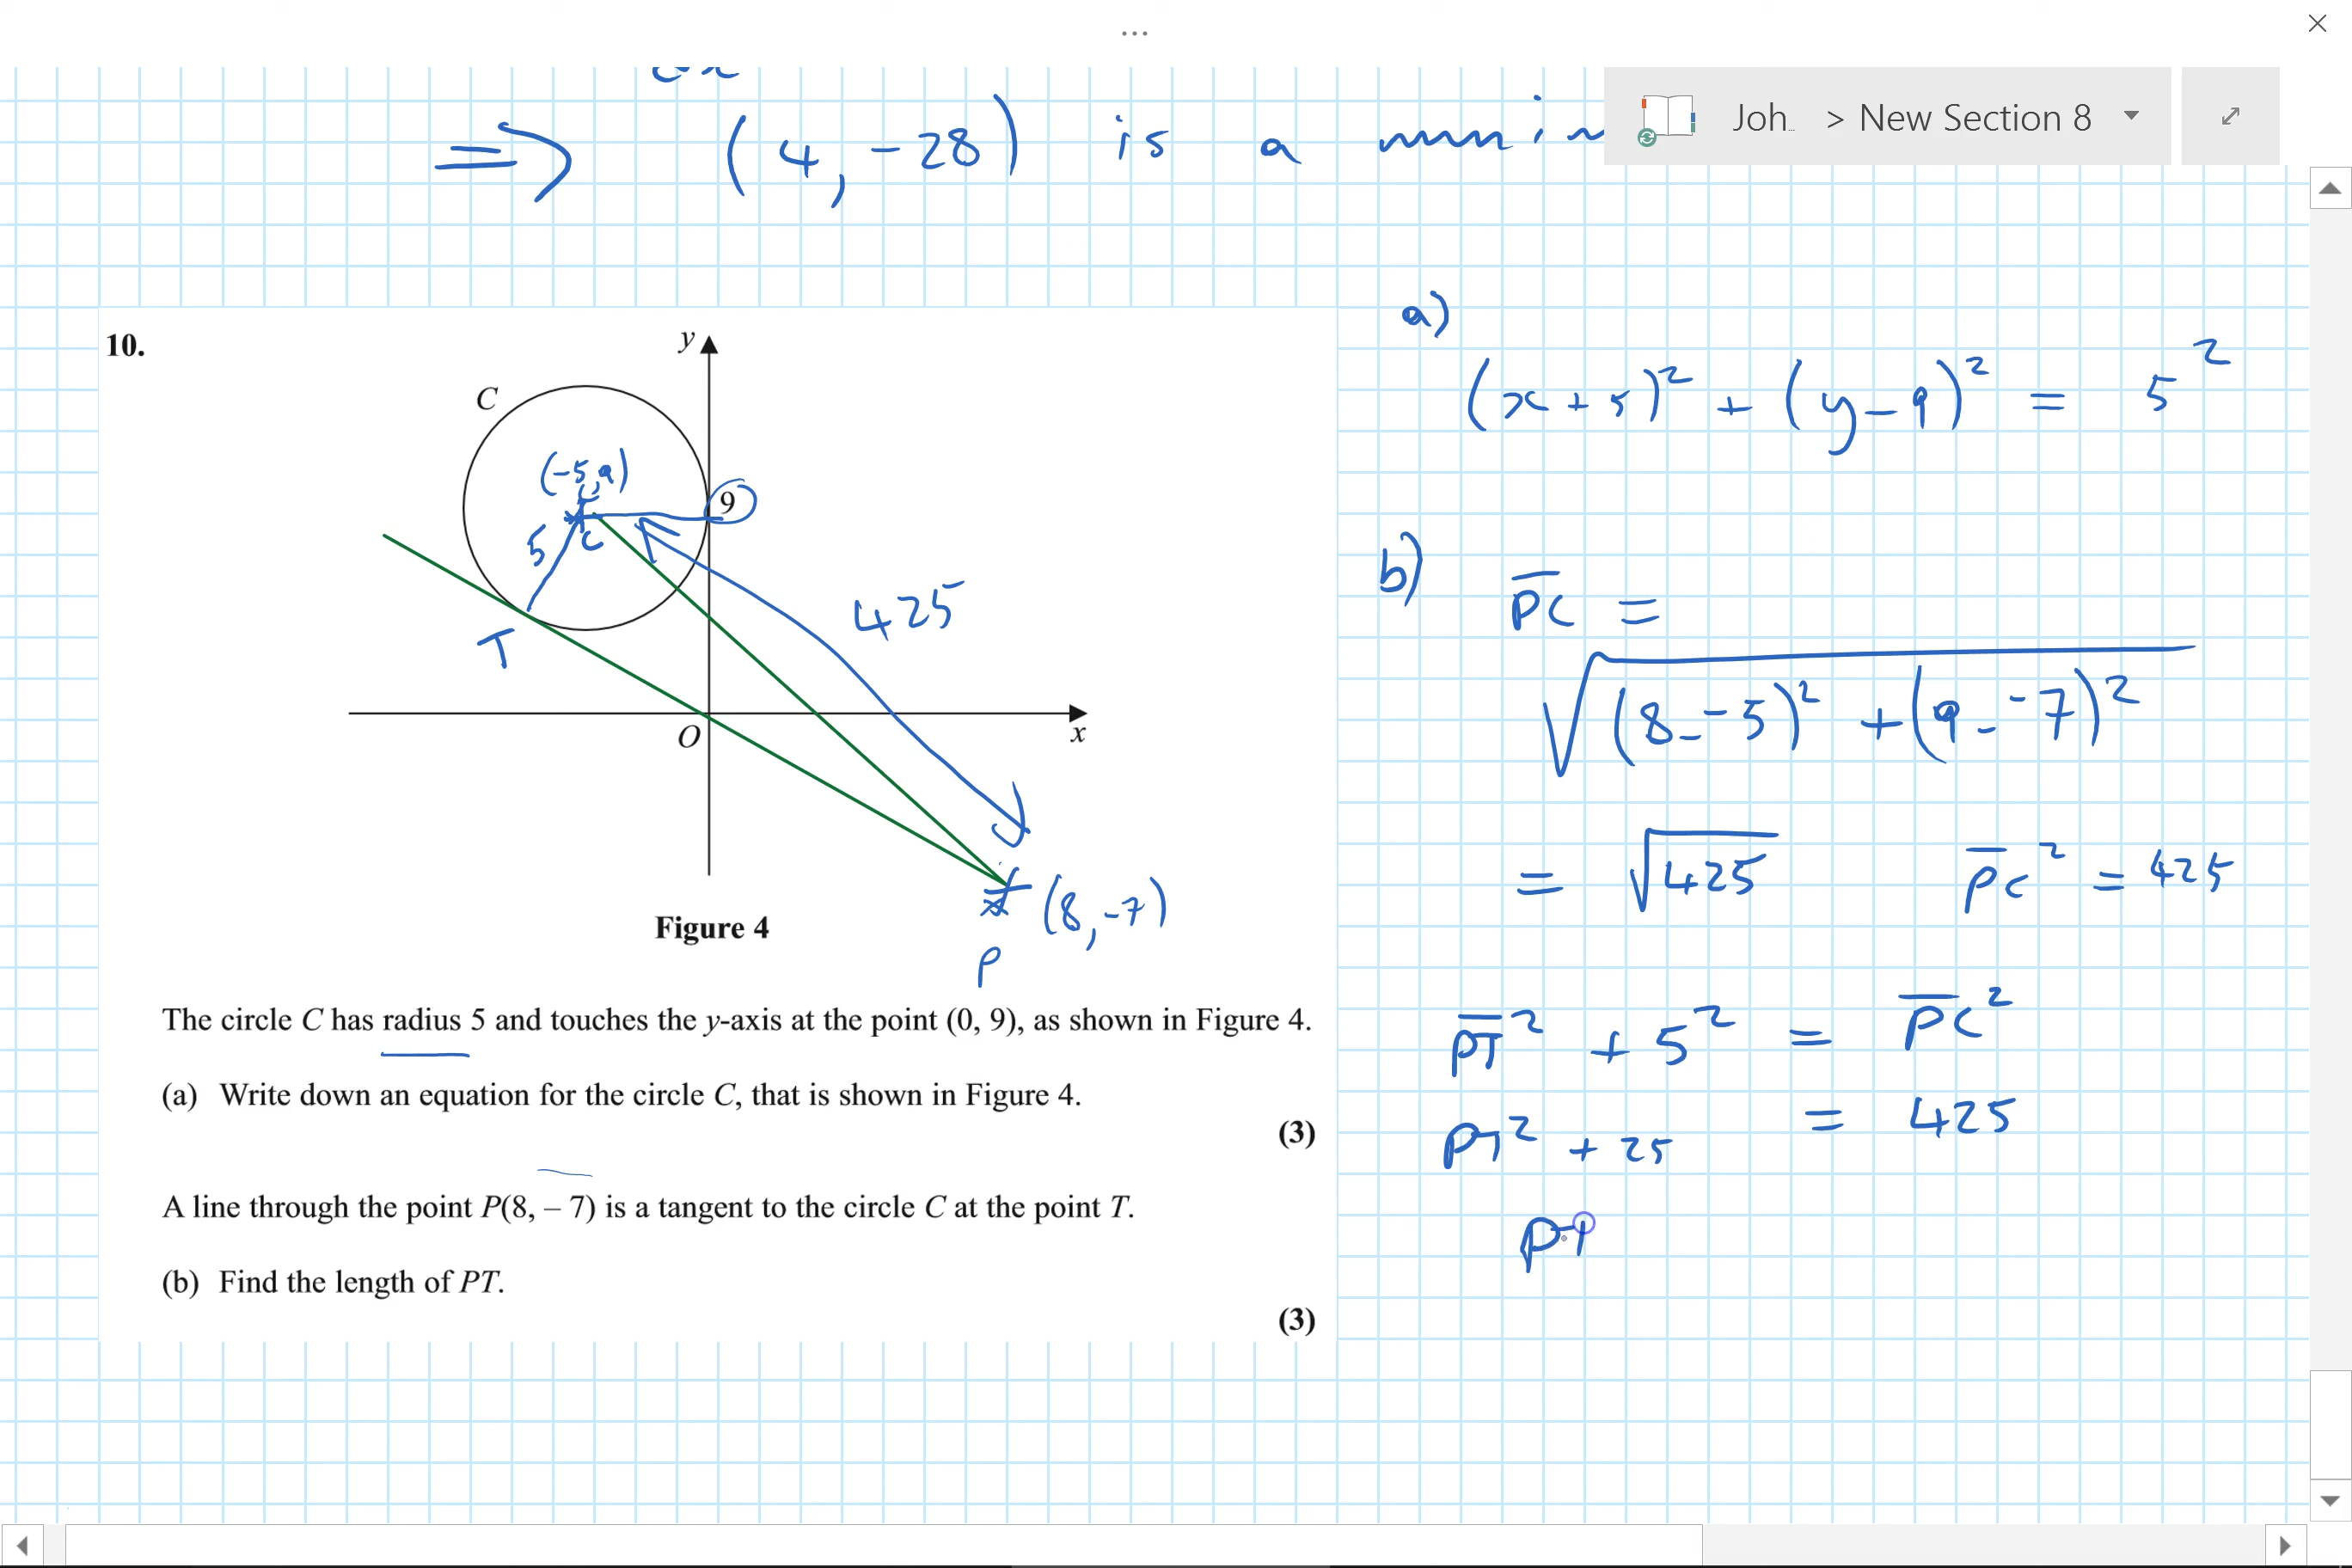 ⇒ (4, -28) is a
Joh... > New Section 8
10.
y
C
(-5, 9)
9
5
C
425
T
O
x
(8, -7)
P
Figure 4
The circle C has radius 5 and touches the y-axis at the point (0, 9), as shown in Figure 4.
(a) Write down an equation for the circle C, that is shown in Figure 4.
(3)
A line through the point P(8, – 7) is a tangent to the circle C at the point T.
(b) Find the length of PT.
(3)
a)
(x+5)² + (y-9)² = 5²
b) PC =
√(8--5)² + (9--7)²
= √425 PC² = 425
PT² + 5² = PC²
PT² + 25 = 425
PT